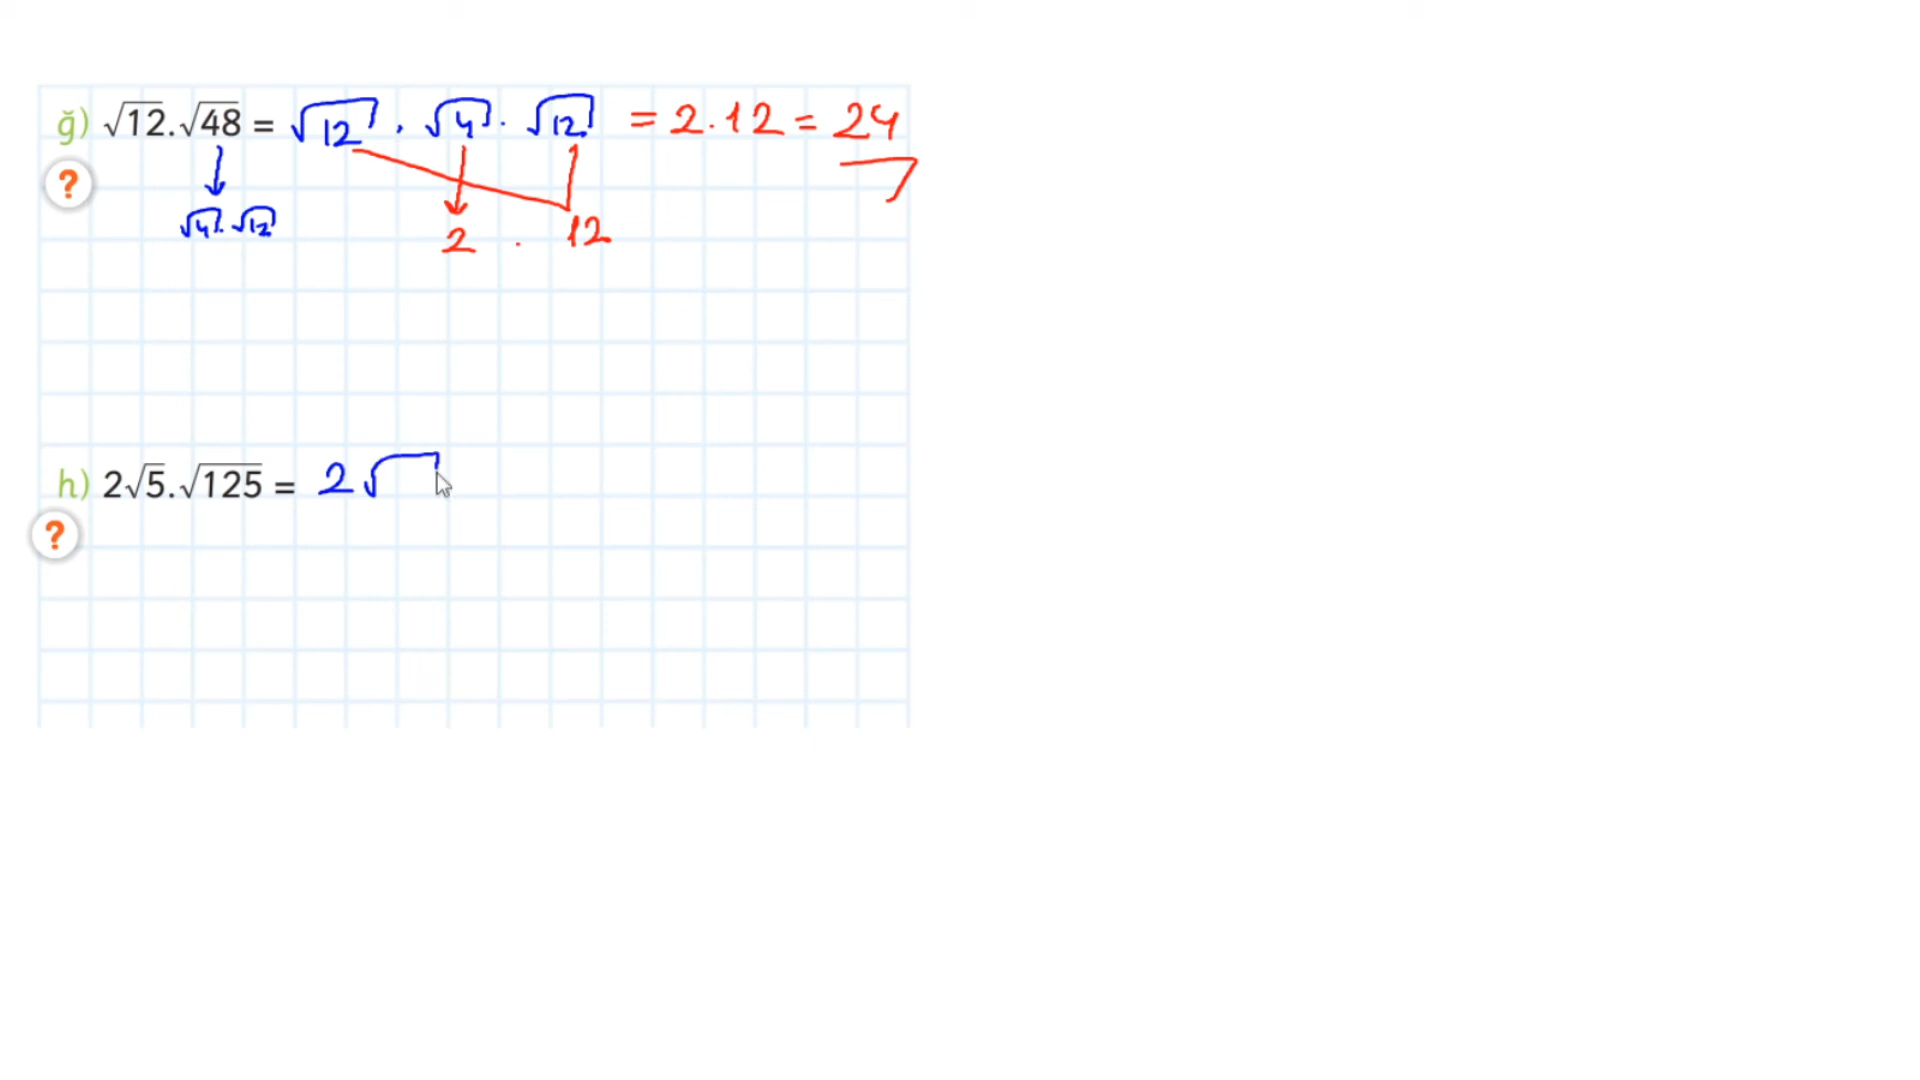 ğ) √12.√48 = √12 . √4 . √12 = 2.12 = 24
?
√4 . √12 2 . 12
h) 2√5.√125 = 2√
?